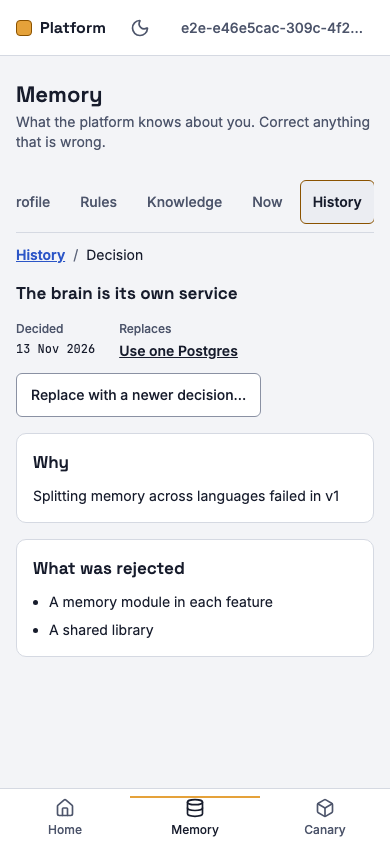 Platform
e2e-e46e5cac-309c-4f2...
Memory
What the platform knows about you. Correct anything
that is wrong.
rofile Rules Knowledge Now History
History / Decision
The brain is its own service
Decided Replaces
13 Nov 2026 Use one Postgres
Replace with a newer decision...
Why
Splitting memory across languages failed in v1
What was rejected
• A memory module in each feature
• A shared library
Home Memory Canary